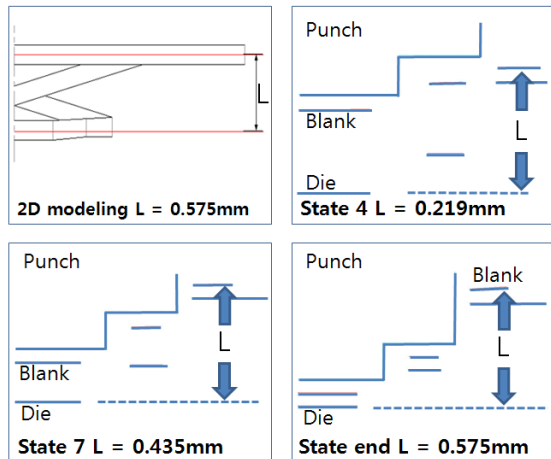 L
2D modeling L = 0.575mm
Punch
Blank
L
Die
State 4 L = 0.219mm
Punch
L
Blank
Die
State 7 L = 0.435mm
Punch
Blank
L
Die
State end L = 0.575mm